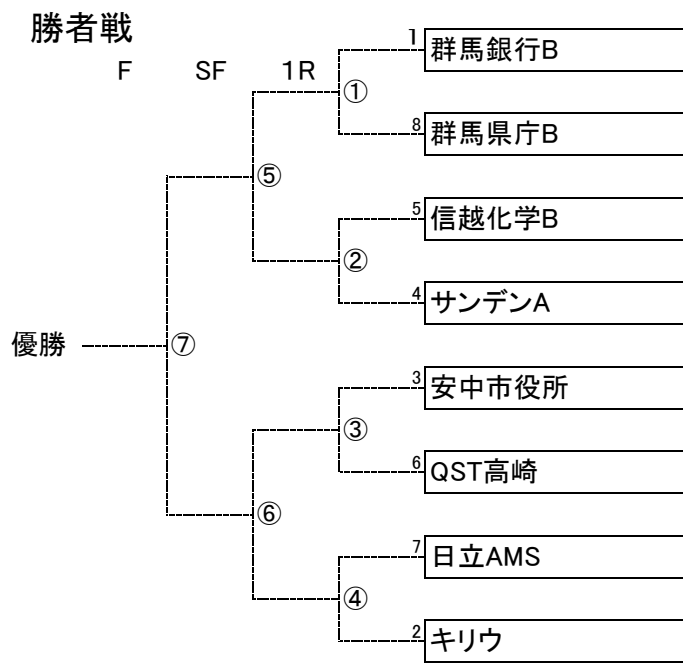 勝者戦
F SF 1R
1 群馬銀行B
①
8 群馬県庁B
⑤
5 信越化学B
②
4 サンデンA
優勝 ⑦
3 安中市役所
③
6 QST高崎
⑥
7 日立AMS
④
2 キリウ